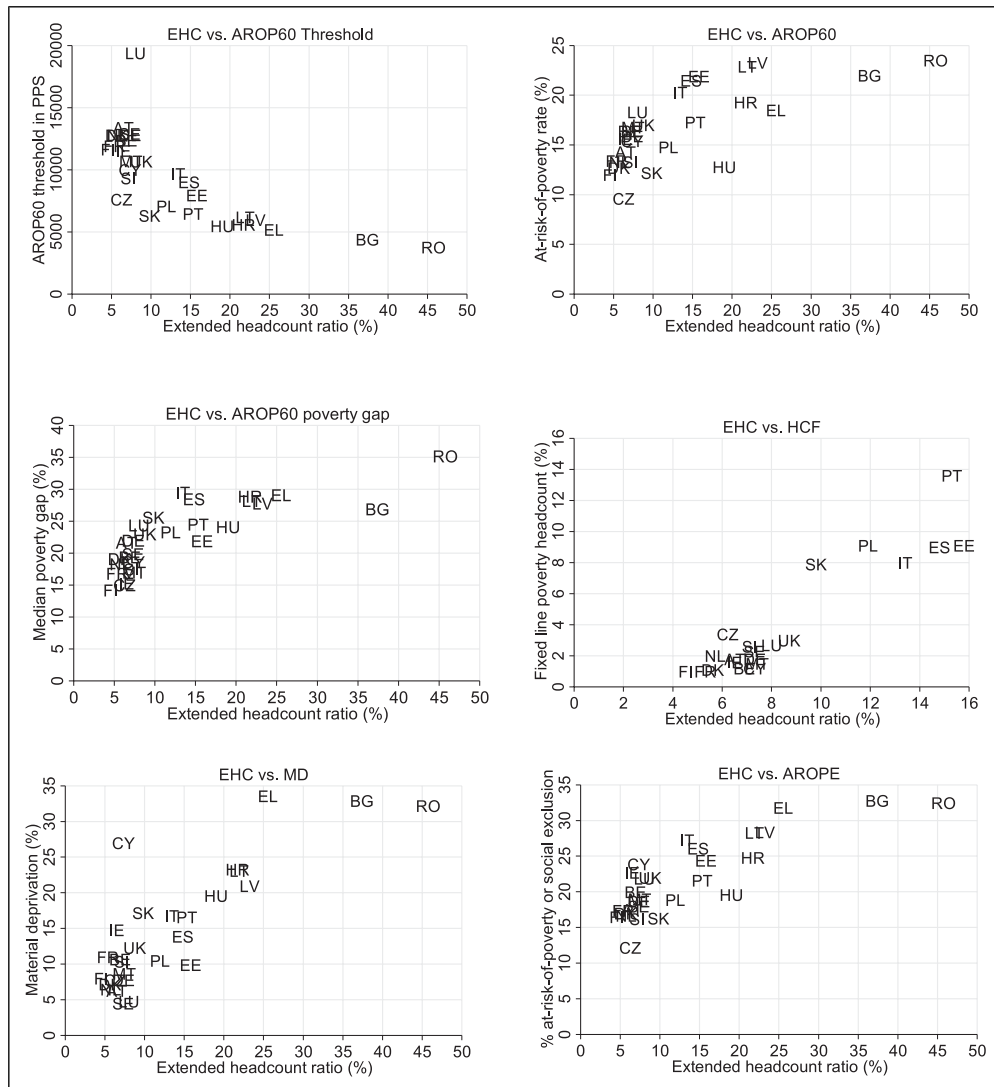 EHC vs. AROP60 Threshold
AROP60 threshold in PPS
0 50000 10000 15000 20000
LU
IT
ES
EE
CZ
SK
PL
PT
HU
HR
LV
EL
BG
RO
0 5 10 15 20 25 30 35 40 45 50
Extended headcount ratio (%)
EHC vs. AROP60
At-risk-of-poverty rate (%)
0 5 10 15 20 25
LT
LV
RO
BG
ES
IT
HR
EL
LU
UK
PT
PL
HU
SK
CZ
0 5 10 15 20 25 30 35 40 45 50
Extended headcount ratio (%)
EHC vs. AROP60 poverty gap
Median poverty gap (%)
0 5 10 15 20 25 30 35 40
RO
IT
ES
HR
EL
LV
BG
SK
LU
UK
PL
PT
HU
EE
0 5 10 15 20 25 30 35 40 45 50
Extended headcount ratio (%)
EHC vs. HCF
Fixed line poverty headcount (%)
0 2 4 6 8 10 12 14 16
PT
PL
ES
EE
SK
IT
CZ
UK
LU
NL
FI
FR
DK
0 2 4 6 8 10 12 14 16
Extended headcount ratio (%)
EHC vs. MD
Material deprivation (%)
0 5 10 15 20 25 30 35
EL
BG
RO
CY
HR
LT
LV
HU
SK
IT
PT
IE
ES
UK
PL
EE
0 5 10 15 20 25 30 35 40 45 50
Extended headcount ratio (%)
EHC vs. AROPE
% at-risk-of-poverty or social exclusion
0 5 10 15 20 25 30 35
EL
BG
RO
LT
LV
IT
ES
EE
HR
CY
IE
LU
UK
PT
PL
HU
SK
CZ
0 5 10 15 20 25 30 35 40 45 50
Extended headcount ratio (%)